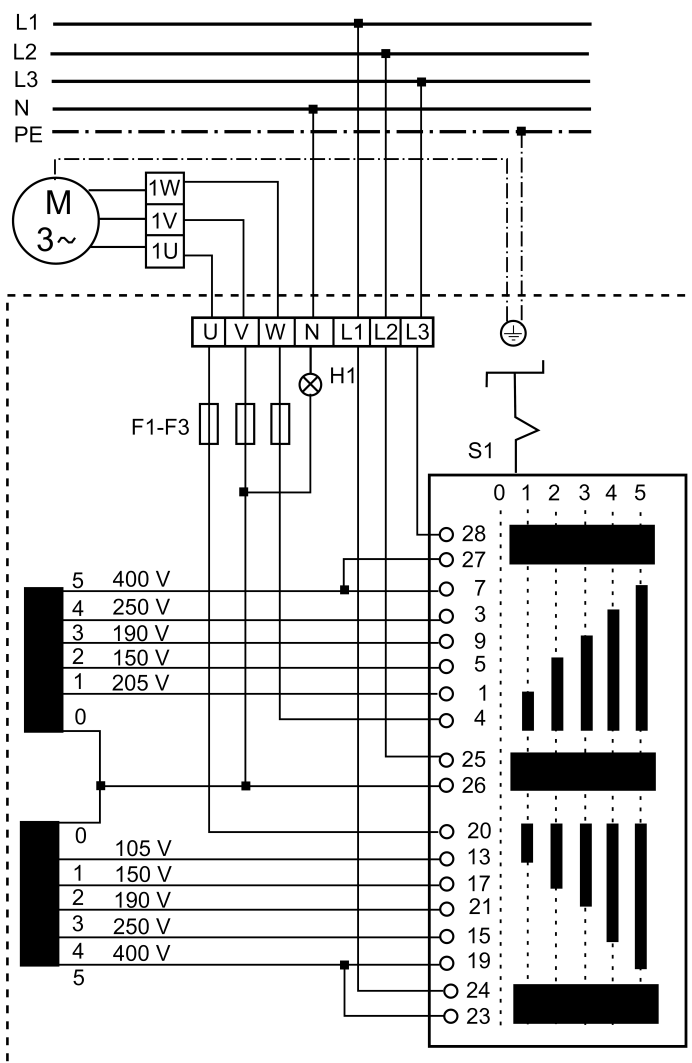 L1
L2
L3
N
PE
M
3~
1W
1V
1U
U V W N L1 L2 L3
H1
F1-F3
S1
0 1 2 3 4 5
28
27
5 400 V 7
4 250 V 3
3 190 V 9
2 150 V 5
1 205 V 1
0 4
25
26
0 20
105 V 13
1 150 V 17
2 190 V 21
3 250 V 15
4 400 V 19
5
24
23